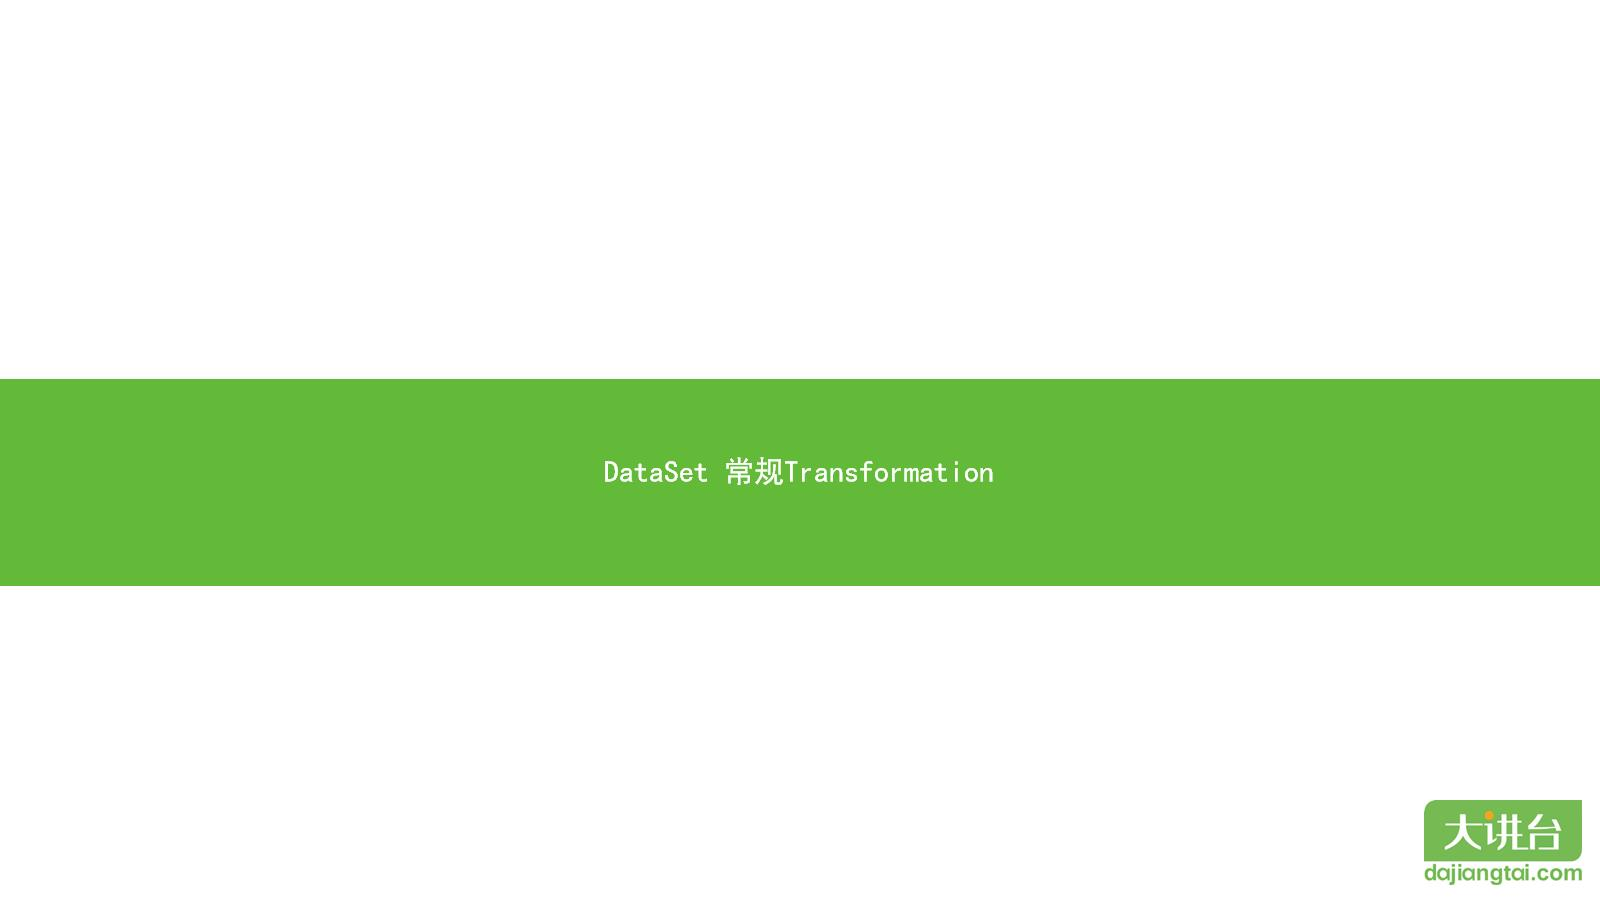 DataSet 常规Transformation
大讲台
dajiangtai.com